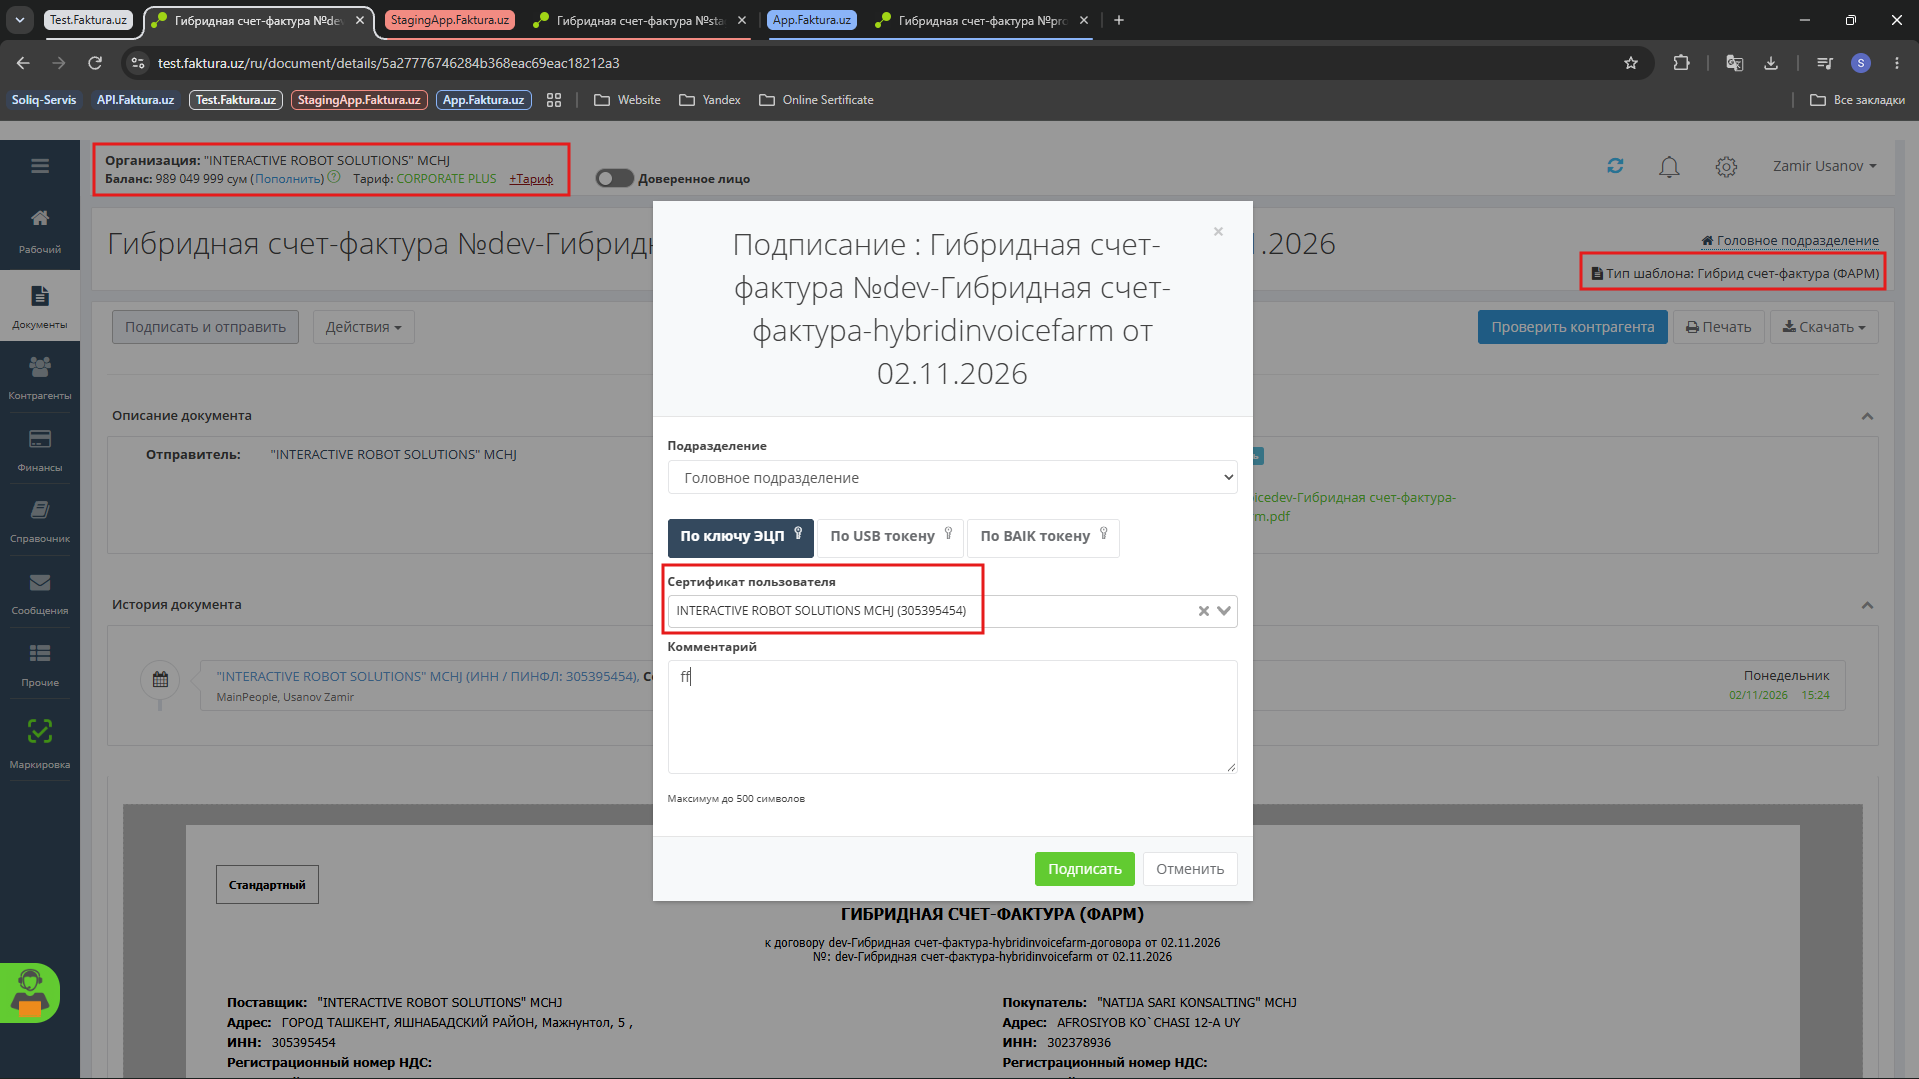 Test.Faktura.uz
Гибридная счет-фактура №dev
StagingApp.Faktura.uz
Гибридная счет-фактура №sta
App.Faktura.uz
Гибридная счет-фактура №pro
test.faktura.uz/ru/document/details/5a27776746284b368eac69eac18212a3
S
Soliq-Servis
API.Faktura.uz
Test.Faktura.uz
StagingApp.Faktura.uz
App.Faktura.uz
Website
Yandex
Online Sertificate
Все закладки
Организация: "INTERACTIVE ROBOT SOLUTIONS" MCHJ
Баланс: 989 049 999 сум (Пополнить) ? Тариф: CORPORATE PLUS +Тариф
Доверенное лицо
Zamir Usanov
Рабочий
Документы
Контрагенты
Финансы
Справочник
Сообщения
Прочие
Маркировка
Гибридная счет-фактура №dev-Гибридн
1.2026
Головное подразделение
Тип шаблона: Гибрид счет-фактура (ФАРМ)
Подписать и отправить
Действия
Проверить контрагента
Печать
Скачать
Описание документа
Отправитель: "INTERACTIVE ROBOT SOLUTIONS" MCHJ
icedev-Гибридная счет-фактура-
m.pdf
История документа
"INTERACTIVE ROBOT SOLUTIONS" MCHJ (ИНН / ПИНФЛ: 305395454),
MainPeople, Usanov Zamir
Понедельник
02/11/2026 15:24
Подписание : Гибридная счет-
фактура №dev-Гибридная счет-
фактура-hybridinvoicefarm от
02.11.2026
×
Подразделение
Головное подразделение
По ключу ЭЦП
По USB токену
По BAIK токену
Сертификат пользователя
INTERACTIVE ROBOT SOLUTIONS MCHJ (305395454)
Комментарий
ff
Максимум до 500 символов
Подписать
Отменить
Стандартный
ГИБРИДНАЯ СЧЕТ-ФАКТУРА (ФАРМ)
к договору dev-Гибридная счет-фактура-hybridinvoicefarm-договора от 02.11.2026
№: dev-Гибридная счет-фактура-hybridinvoicefarm от 02.11.2026
Поставщик: "INTERACTIVE ROBOT SOLUTIONS" MCHJ
Адрес: ГОРОД ТАШКЕНТ, ЯШНАБАДСКИЙ РАЙОН, Мажнунтол, 5 ,
ИНН: 305395454
Регистрационный номер НДС:
Покупатель: "NATIJA SARI KONSALTING" MCHJ
Адрес: AFROSIYOB KO`CHASI 12-A UY
ИНН: 302378936
Регистрационный номер НДС: